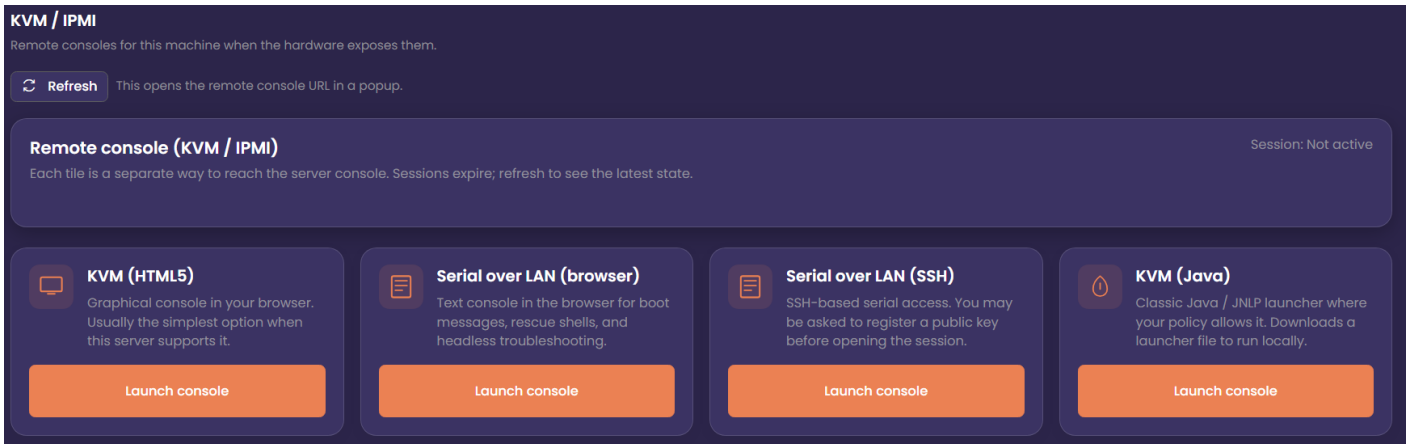 KVM / IPMI
Remote consoles for this machine when the hardware exposes them.
Refresh This opens the remote console URL in a popup.
Remote console (KVM / IPMI)
Session: Not active
Each tile is a separate way to reach the server console. Sessions expire; refresh to see the latest state.
KVM (HTML5)
Graphical console in your browser.
Usually the simplest option when
this server supports it.
Launch console
Serial over LAN (browser)
Text console in the browser for boot
messages, rescue shells, and
headless troubleshooting.
Launch console
Serial over LAN (SSH)
SSH-based serial access. You may
be asked to register a public key
before opening the session.
Launch console
KVM (Java)
Classic Java / JNLP launcher where
your policy allows it. Downloads a
launcher file to run locally.
Launch console